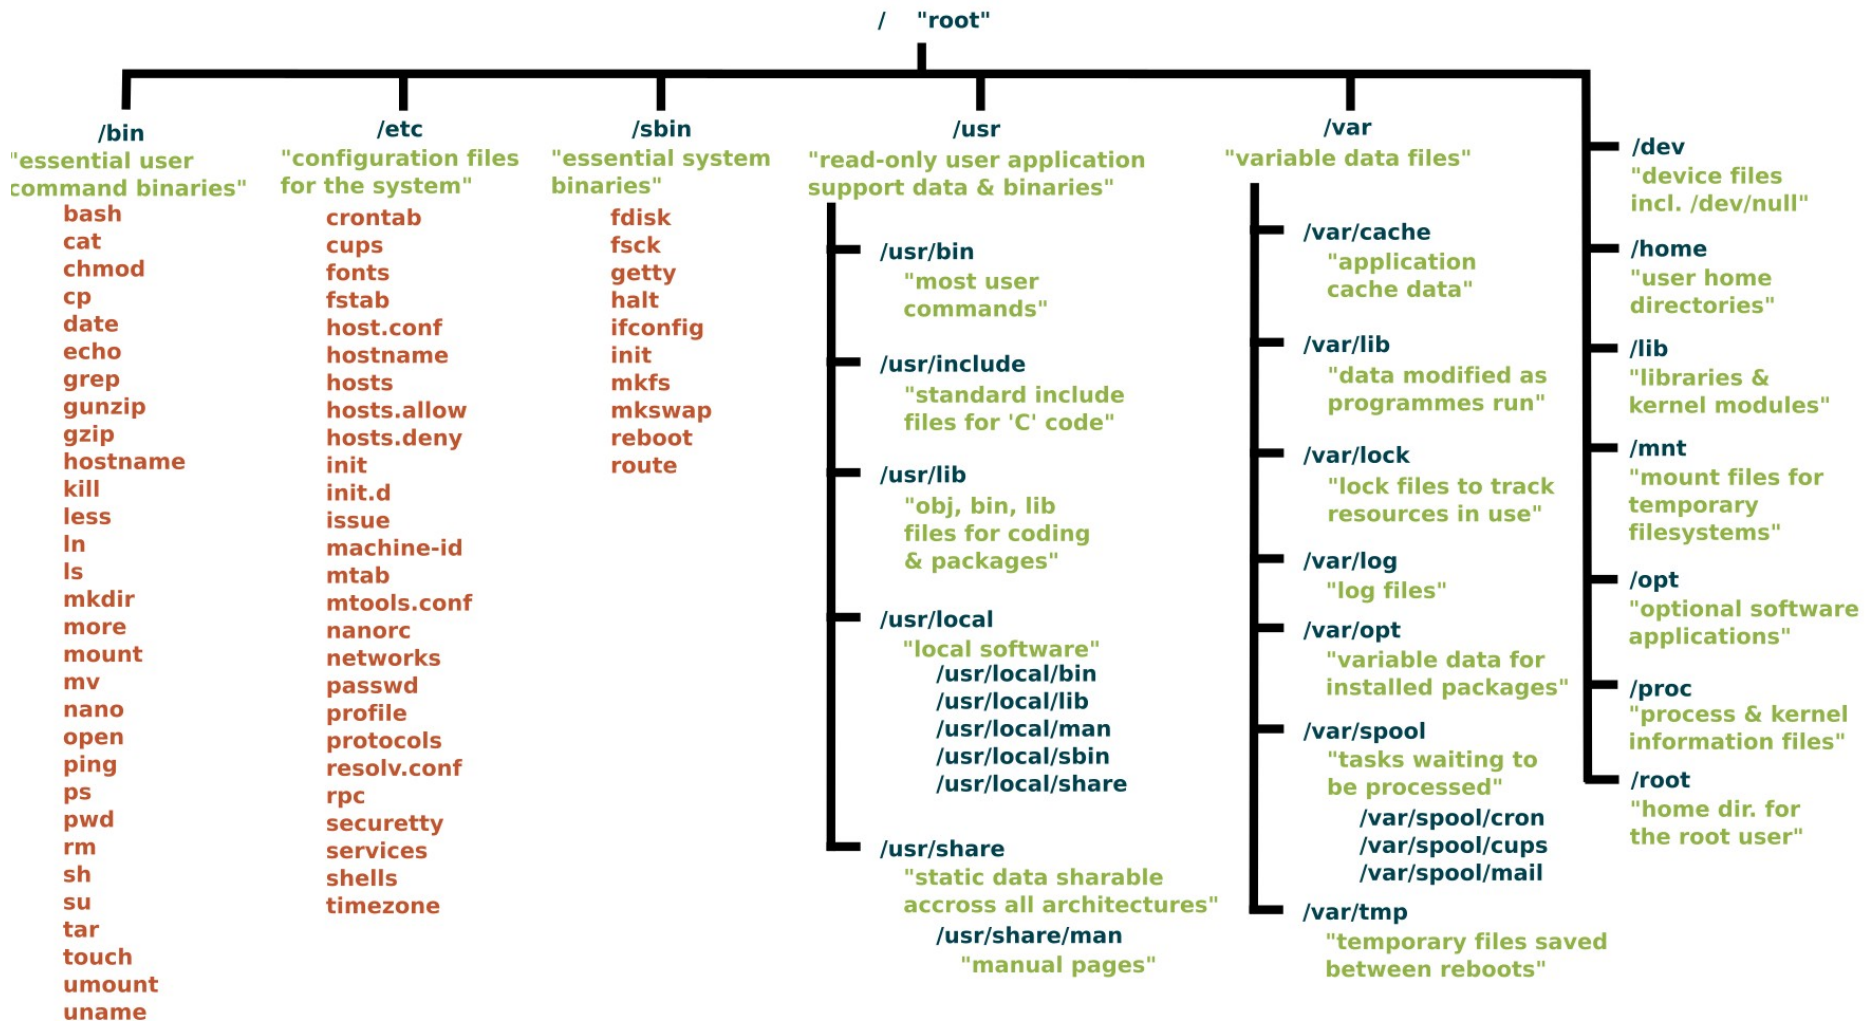 / "root"
/bin
"essential user
command binaries"
bash
cat
chmod
cp
date
echo
grep
gunzip
gzip
hostname
kill
less
ln
ls
mkdir
more
mount
mv
nano
open
ping
ps
pwd
rm
sh
su
tar
touch
umount
uname
/etc
"configuration files
for the system"
crontab
cups
fonts
fstab
host.conf
hostname
hosts
hosts.allow
hosts.deny
init
init.d
issue
machine-id
mtab
mtools.conf
nanorc
networks
passwd
profile
protocols
resolv.conf
rpc
securetty
services
shells
timezone
/sbin
"essential system
binaries"
fdisk
fsck
getty
halt
ifconfig
init
mkfs
mkswap
reboot
route
/usr
"read-only user application
support data & binaries"
/usr/bin
"most user
commands"
/usr/include
"standard include
files for 'C' code"
/usr/lib
"obj, bin, lib
files for coding
& packages"
/usr/local
"local software"
/usr/local/bin
/usr/local/lib
/usr/local/man
/usr/local/sbin
/usr/local/share
/usr/share
"static data sharable
accross all architectures"
/usr/share/man
"manual pages"
/var
"variable data files"
/var/cache
"application
cache data"
/var/lib
"data modified as
programmes run"
/var/lock
"lock files to track
resources in use"
/var/log
"log files"
/var/opt
"variable data for
installed packages"
/var/spool
"tasks waiting to
be processed"
/var/spool/cron
/var/spool/cups
/var/spool/mail
/var/tmp
"temporary files saved
between reboots"
/dev
"device files
incl. /dev/null"
/home
"user home
directories"
/lib
"libraries &
kernel modules"
/mnt
"mount files for
temporary
filesystems"
/opt
"optional software
applications"
/proc
"process & kernel
information files"
/root
"home dir. for
the root user"